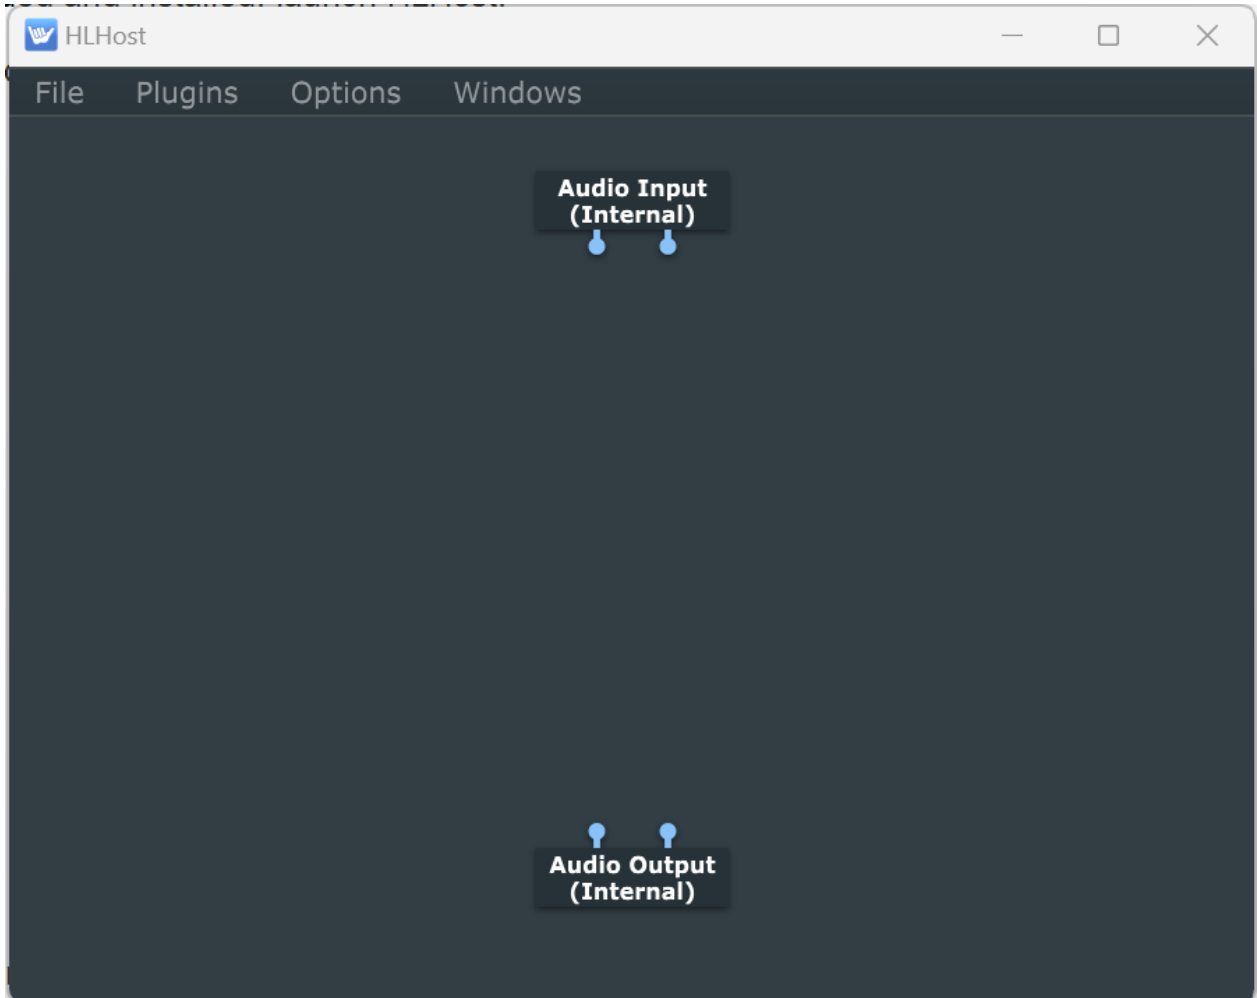 HLHost
File Plugins Options Windows
Audio Input
(Internal)
Audio Output
(Internal)